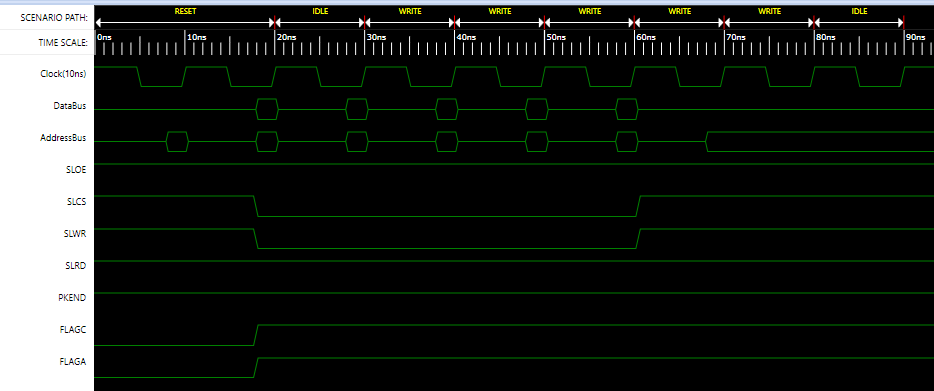 SCENARIO PATH: RESET IDLE WRITE WRITE WRITE WRITE WRITE IDLE
TIME SCALE: 0ns 10ns 20ns 30ns 40ns 50ns 60ns 70ns 80ns 90ns
Clock(10ns)
DataBus
AddressBus
SLOE
SLCS
SLWR
SLRD
PKEND
FLAGC
FLAGA